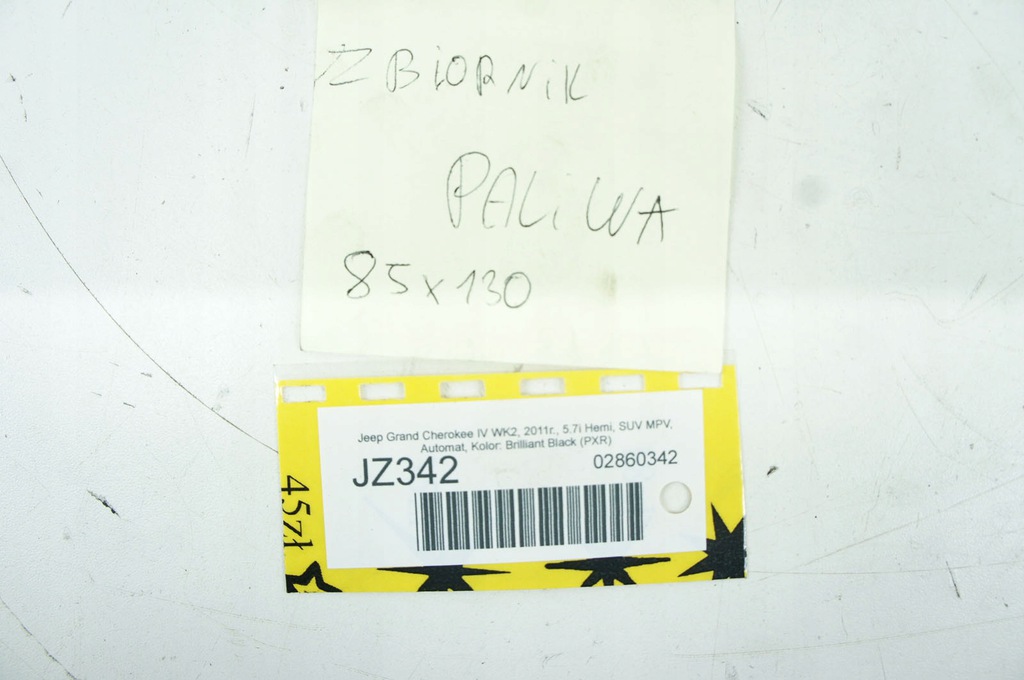 ZBIORNIK
PALIWA
85x130
Jeep Grand Cherokee IV WK2, 2011r., 5.7i Hemi, SUV MPV,
Automat, Kolor: Brilliant Black (PXR)
JZ342
02860342
45zł